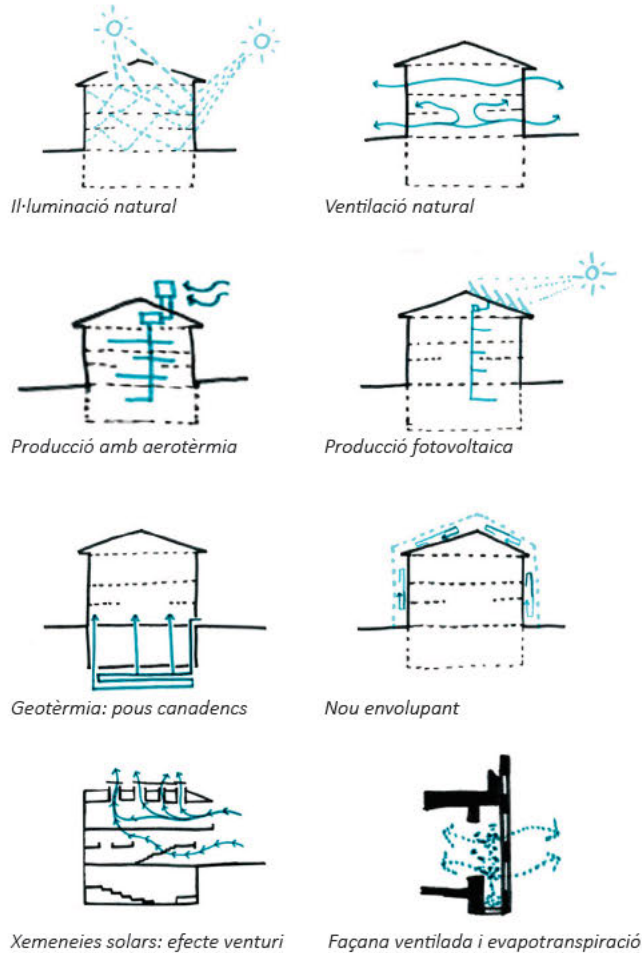 Il·luminació natural
Ventilació natural
Producció amb aerotèrmia
Producció fotovoltaica
Geotèrmia: pous canadencs
Nou envolupant
Xemeneies solars: efecte venturi
Façana ventilada i evapotranspiració